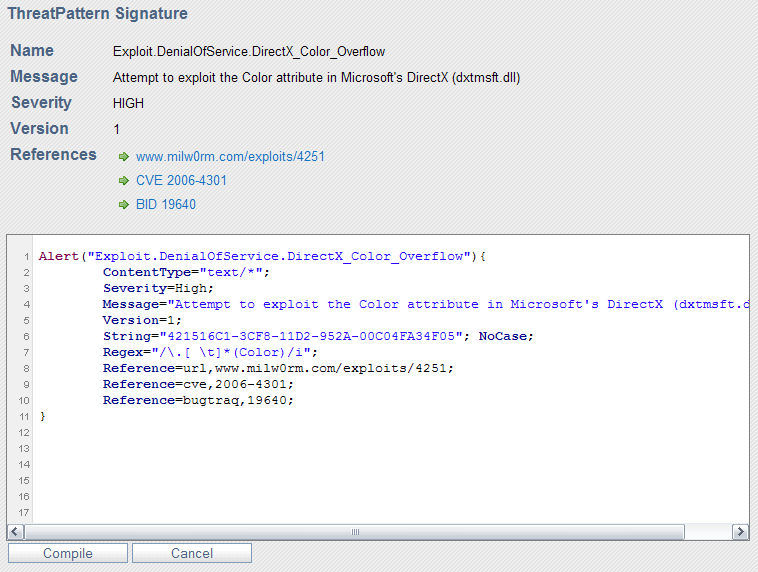 ThreatPattern Signature
Name Exploit.DenialOfService.DirectX_Color_Overflow
Message Attempt to exploit the Color attribute in Microsoft's DirectX (dxtmsft.dll)
Severity HIGH
Version 1
References www.milw0rm.com/exploits/4251
CVE 2006-4301
BID 19640
1 Alert("Exploit.DenialOfService.DirectX_Color_Overflow"){
2 ContentType="text/*";
3 Severity=High;
4 Message="Attempt to exploit the Color attribute in Microsoft's DirectX (dxtmsft.d
5 Version=1;
6 String="421516C1-3CF8-11D2-952A-00C04FA34F05"; NoCase;
7 Regex="/\.[ \t]*(Color)/i";
8 Reference=url,www.milw0rm.com/exploits/4251;
9 Reference=cve,2006-4301;
10 Reference=bugtraq,19640;
11 }
12
13
14
15
16
17
Compile Cancel